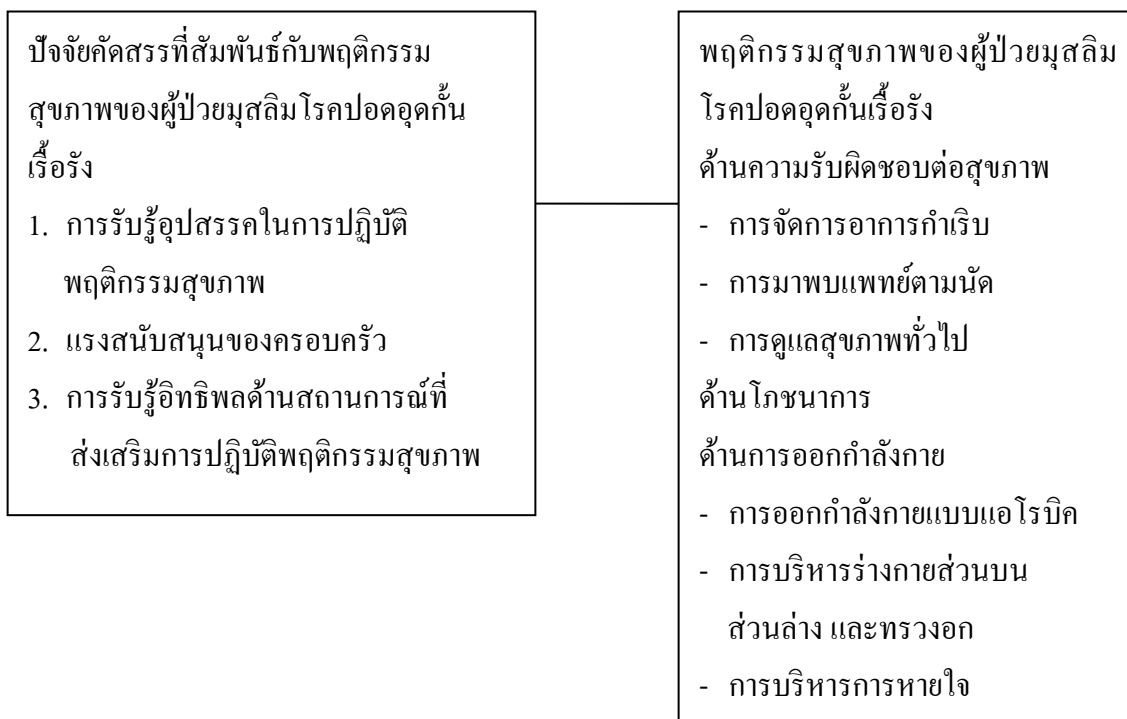 ปัจจัยคัดสรรที่สัมพันธ์กับพฤติกรรม
สุขภาพของผู้ป่วยมุสลิมโรคปอดอุดกั้น
เรื้อรัง
1. การรับรู้อุปสรรคในการปฏิบัติ
พฤติกรรมสุขภาพ
2. แรงสนับสนุนของครอบครัว
3. การรับรู้อิทธิพลด้านสถานการณ์ที่
ส่งเสริมการปฏิบัติพฤติกรรมสุขภาพ
พฤติกรรมสุขภาพของผู้ป่วยมุสลิม
โรคปอดอุดกั้นเรื้อรัง
ด้านความรับผิดชอบต่อสุขภาพ
- การจัดการอาการกำเริบ
- การมาพบแพทย์ตามนัด
- การดูแลสุขภาพทั่วไป
ด้านโภชนาการ
ด้านการออกกำลังกาย
- การออกกำลังกายแบบแอโรบิค
- การบริหารร่างกายส่วนบน
ส่วนล่าง และทรวงอก
- การบริหารการหายใจ